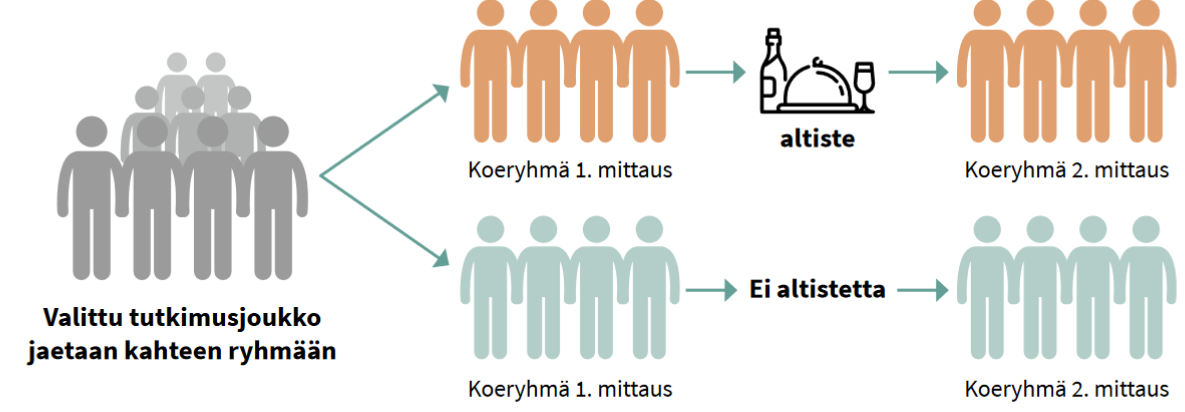 altiste
Koeryhmä 1. mittaus
Koeryhmä 2. mittaus
Valittu tutkimusjoukko
jaetaan kahteen ryhmään
Ei altistetta
Koeryhmä 1. mittaus
Koeryhmä 2. mittaus